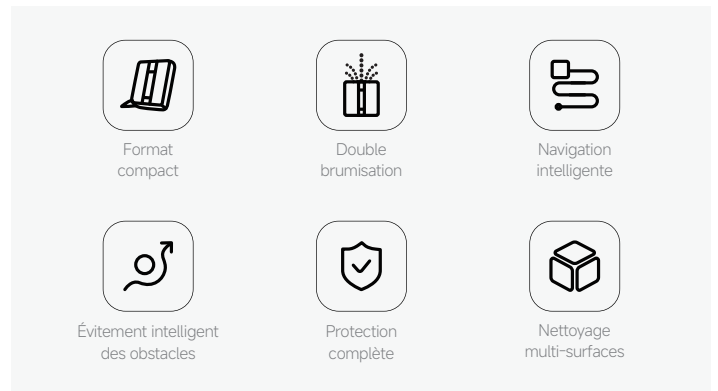 Format
compact
Double
brumisation
Navigation
intelligente
Évitement intelligent
des obstacles
Protection
complète
Nettoyage
multi-surfaces